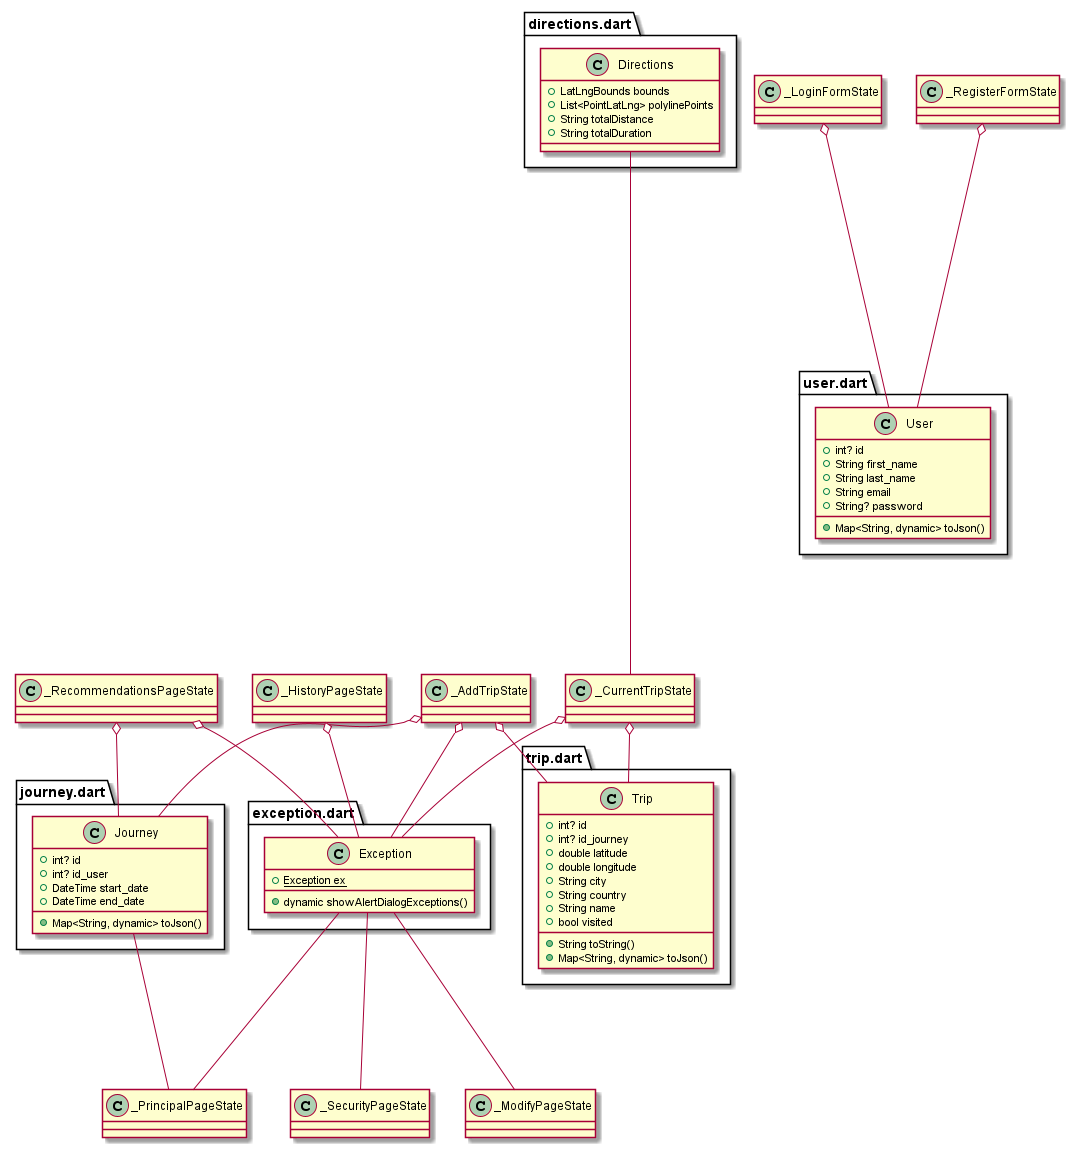 directions.dart
C Directions
LatLngBounds bounds
List<PointLatLng> polylinePoints
String totalDistance
String totalDuration
C _LoginFormState
C _RegisterFormState
user.dart
C User
int? id
String first_name
String last_name
String email
String? password
Map<String, dynamic> toJson()
C _RecommendationsPageState
C _HistoryPageState
C _AddTripState
C _CurrentTripState
journey.dart
C Journey
int? id
int? id_user
DateTime start_date
DateTime end_date
Map<String, dynamic> toJson()
exception.dart
C Exception
Exception ex
dynamic showAlertDialogExceptions()
trip.dart
C Trip
int? id
int? id_journey
double latitude
double longitude
String city
String country
String name
bool visited
String toString()
Map<String, dynamic> toJson()
C _PrincipalPageState
C _SecurityPageState
C _ModifyPageState